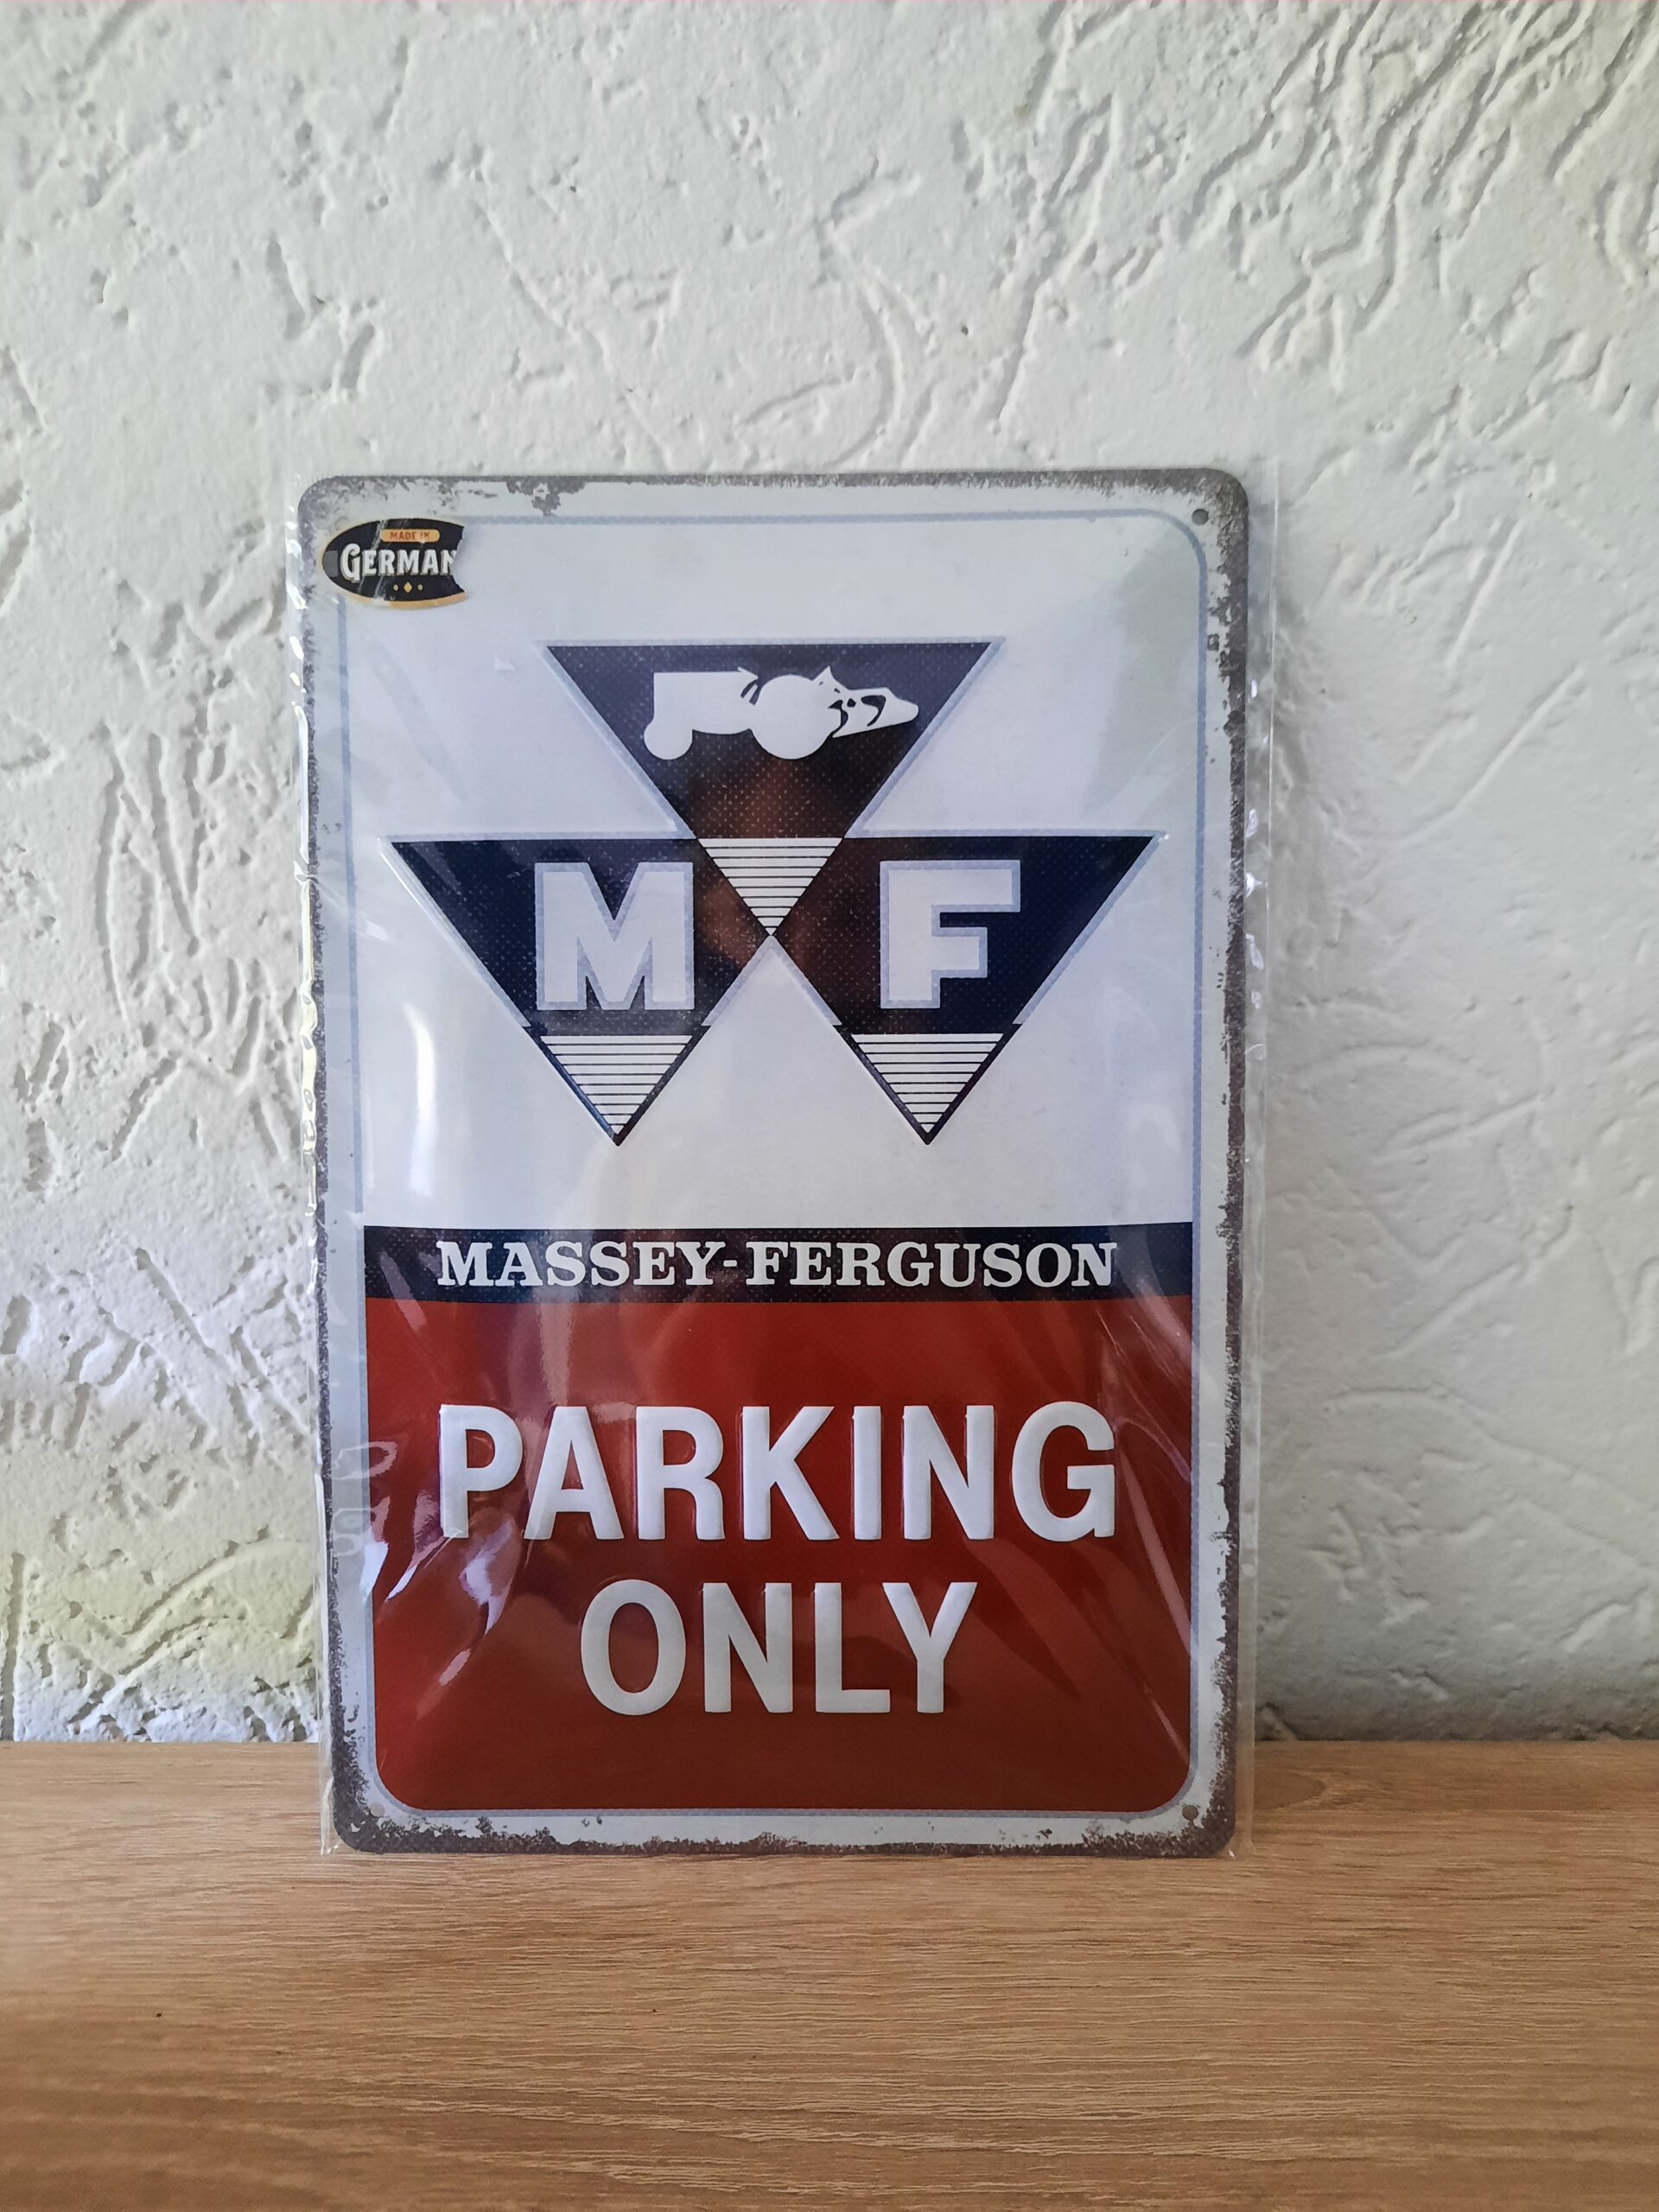 MADE IN
GERMAN
M F
MASSEY-FERGUSON
PARKING
ONLY